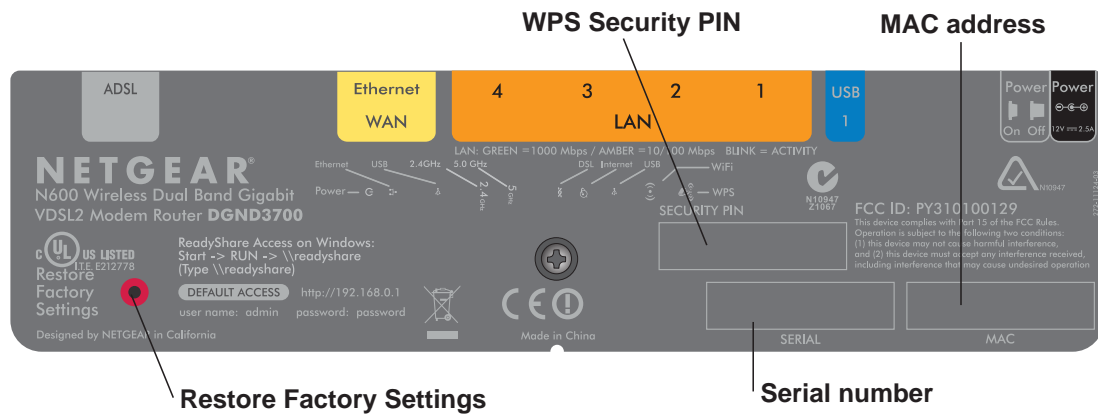 WPS Security PIN
MAC address
ADSL
Ethernet
WAN
4 3 2 1
LAN
USB
1
Power
On Off
Power
12V 2.5A
LAN: GREEN =1000 Mbps / AMBER =10/100 Mbps BLINK = ACTIVITY
NETGEAR®
N600 Wireless Dual Band Gigabit
VDSL2 Modem Router DGND3700
Ethernet USB 2.4GHz 5.0 GHz
Power
2.4 GHz
5 GHz
DSL Internet USB
WiFi
WPS
N10947
Z1067
N10947
SECURITY PIN
FCC ID: PY310100129
This device complies with Part 15 of the FCC Rules.
Operation is subject to the following two conditions:
(1) this device may not cause harmful interference,
and (2) this device must accept any interference received,
including interference that may cause undesired operation
C UL US LISTED
I.T.E. E212778
ReadyShare Access on Windows:
Start -> RUN -> \\readyshare
(Type \\readyshare)
Restore
Factory
Settings
DEFAULT ACCESS http://192.168.0.1
user name: admin password: password
CE
Designed by NETGEAR in California
Made in China
SERIAL
MAC
Restore Factory Settings
Serial number